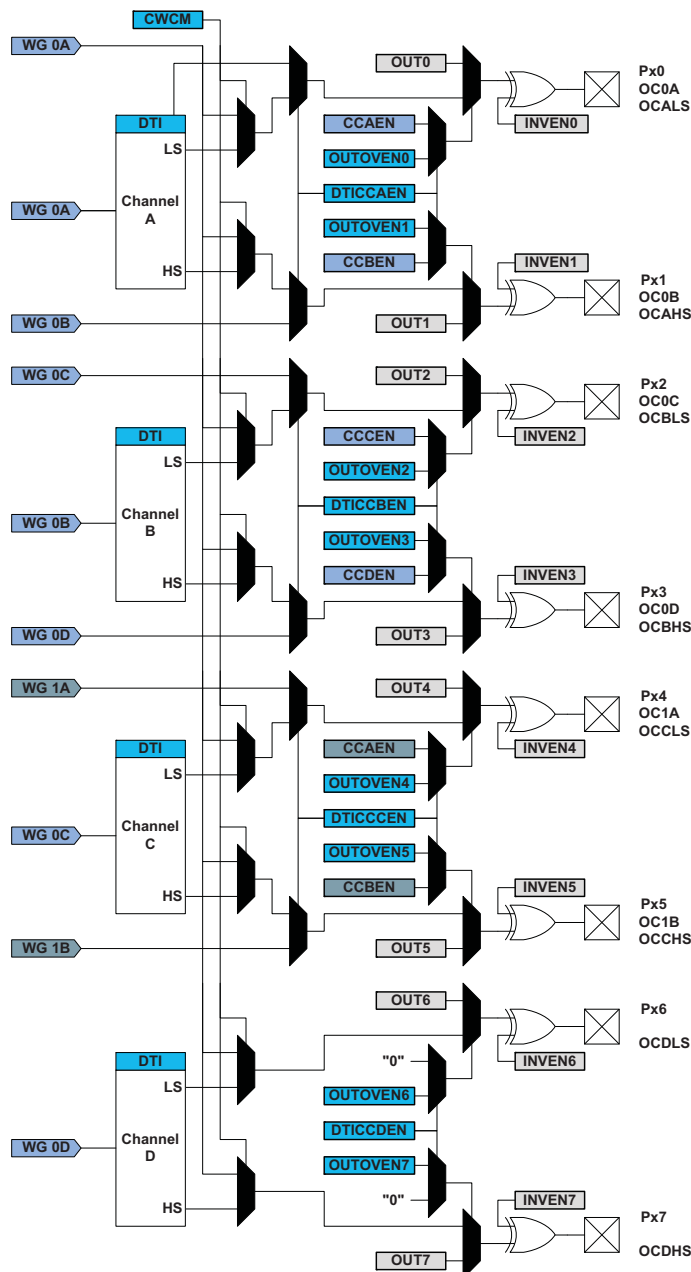 CWCM
WG 0A
OUT0
Px0
OC0A
OCALS
DTI
CCAEN
INVEN0
LS
OUTOVEN0
WG 0A
Channel
A
DTICCAEN
OUTOVEN1
HS
CCBEN
INVEN1
Px1
OC0B
OCAHS
WG 0B
OUT1
WG 0C
OUT2
Px2
OC0C
OCBLS
DTI
CCCEN
INVEN2
LS
OUTOVEN2
WG 0B
Channel
B
DTICCBEN
OUTOVEN3
HS
CCDEN
INVEN3
Px3
OC0D
OCBHS
WG 0D
OUT3
WG 1A
OUT4
Px4
OC1A
OCCLS
DTI
CCAEN
INVEN4
LS
OUTOVEN4
WG 0C
Channel
C
DTICCCEN
OUTOVEN5
HS
CCBEN
INVEN5
Px5
OC1B
OCCHS
WG 1B
OUT5
OUT6
Px6
OCDLS
DTI
"0"
INVEN6
LS
OUTOVEN6
WG 0D
Channel
D
DTICCDEN
OUTOVEN7
HS
"0"
INVEN7
Px7
OCDHS
OUT7